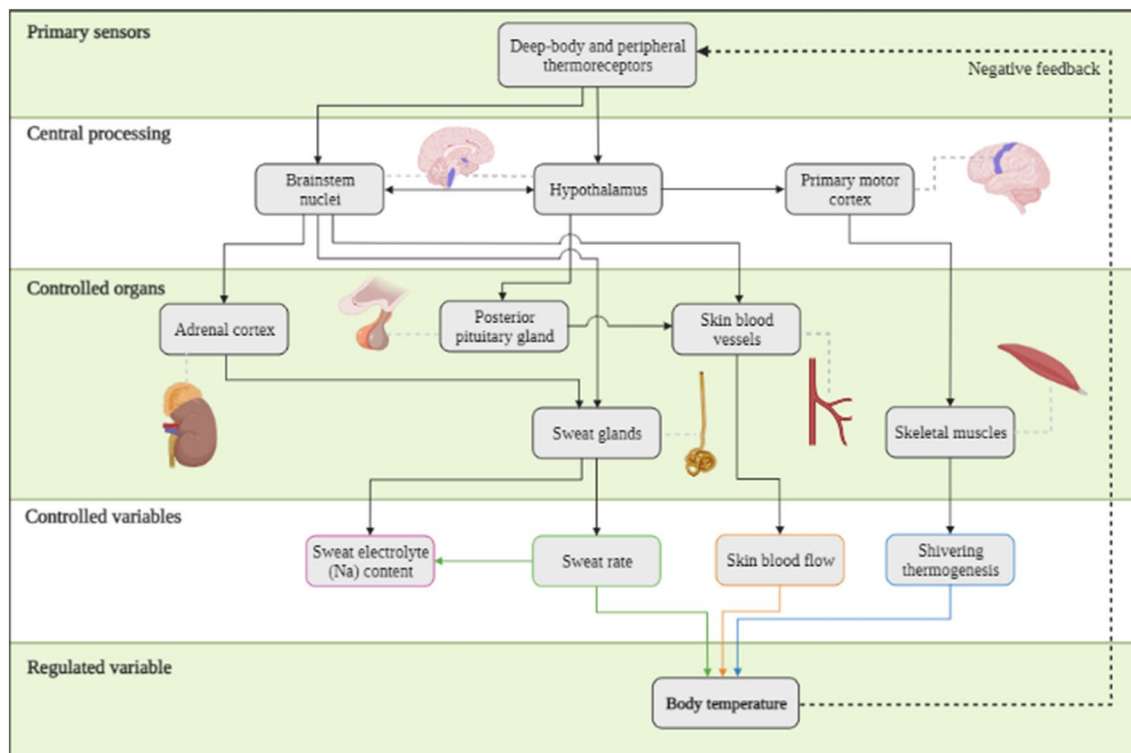 Primary sensors
Deep-body and peripheral
thermoreceptors
Negative feedback
Central processing
Brainstem
nuclei
Hypothalamus
Primary motor
cortex
Controlled organs
Adrenal cortex
Posterior
pituitary gland
Skin blood
vessels
Sweat glands
Skeletal muscles
Controlled variables
Sweat electrolyte
(Na) content
Sweat rate
Skin blood flow
Shivering
thermogenesis
Regulated variable
Body temperature